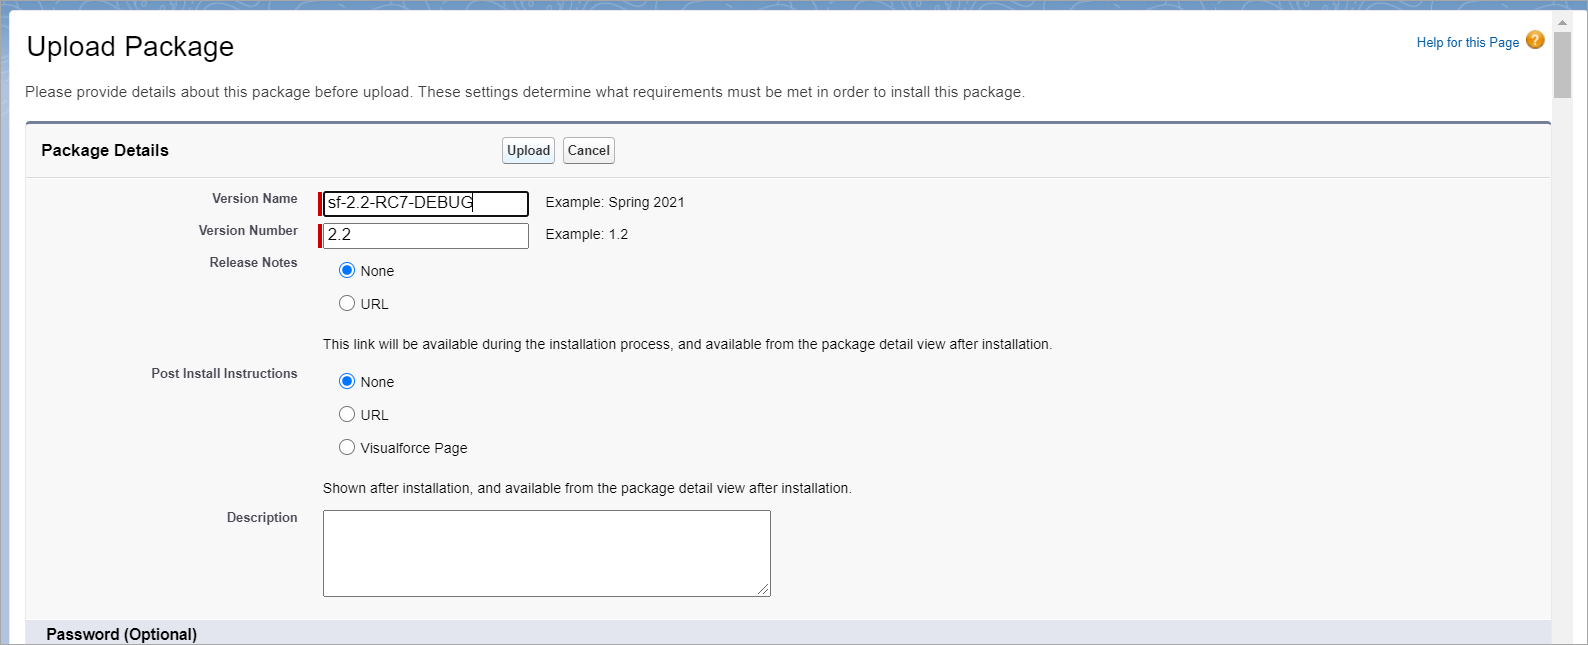 Upload Package
Help for this Page ?
Please provide details about this package before upload. These settings determine what requirements must be met in order to install this package.
Package Details
Upload Cancel
Version Name sf-2.2-RC7-DEBUG Example: Spring 2021
Version Number 2.2 Example: 1.2
Release Notes
None
URL
This link will be available during the installation process, and available from the package detail view after installation.
Post Install Instructions
None
URL
Visualforce Page
Shown after installation, and available from the package detail view after installation.
Description
Password (Optional)